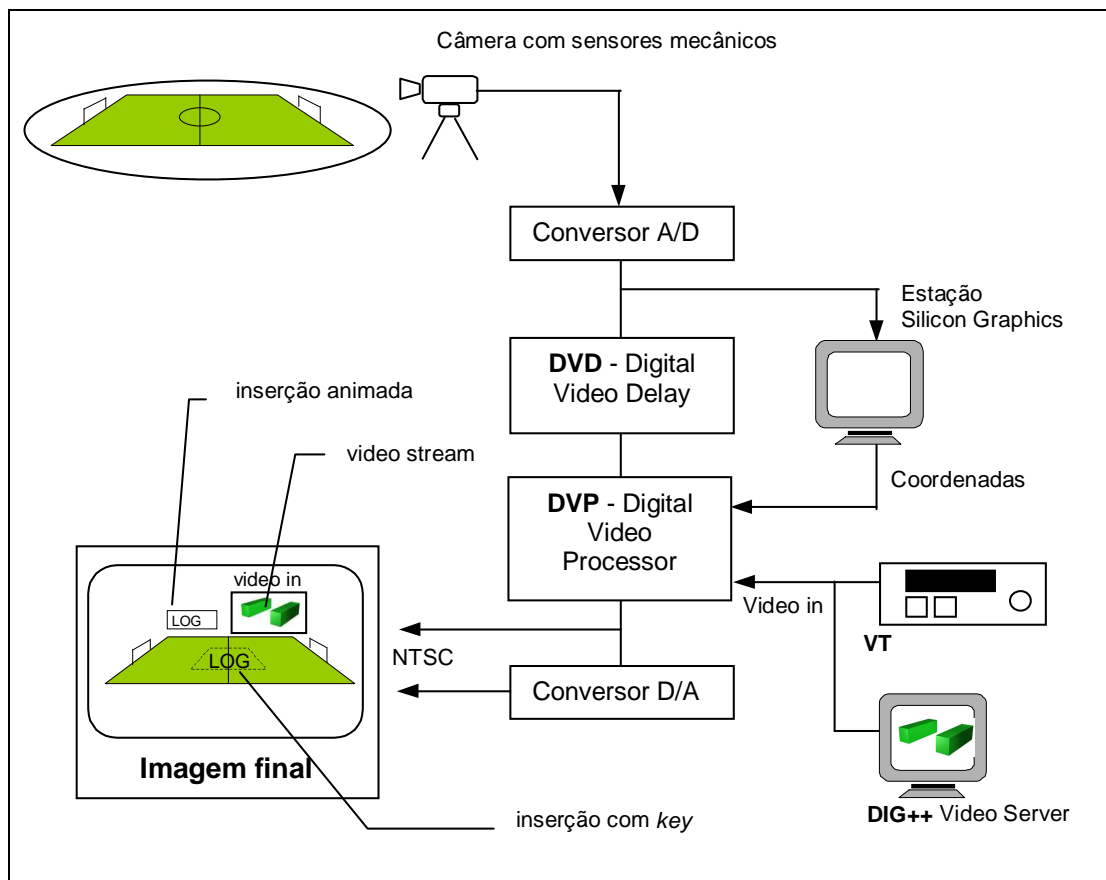 Câmera com sensores mecânicos
Conversor A/D
Estação
Silicon Graphics
DVD - Digital
Video Delay
inserção animada
video stream
Coordenadas
DVP - Digital
Video
Processor
video in
LOG
LOG
Video in
NTSC
VT
Conversor D/A
Imagem final
inserção com key
DIG++ Video Server